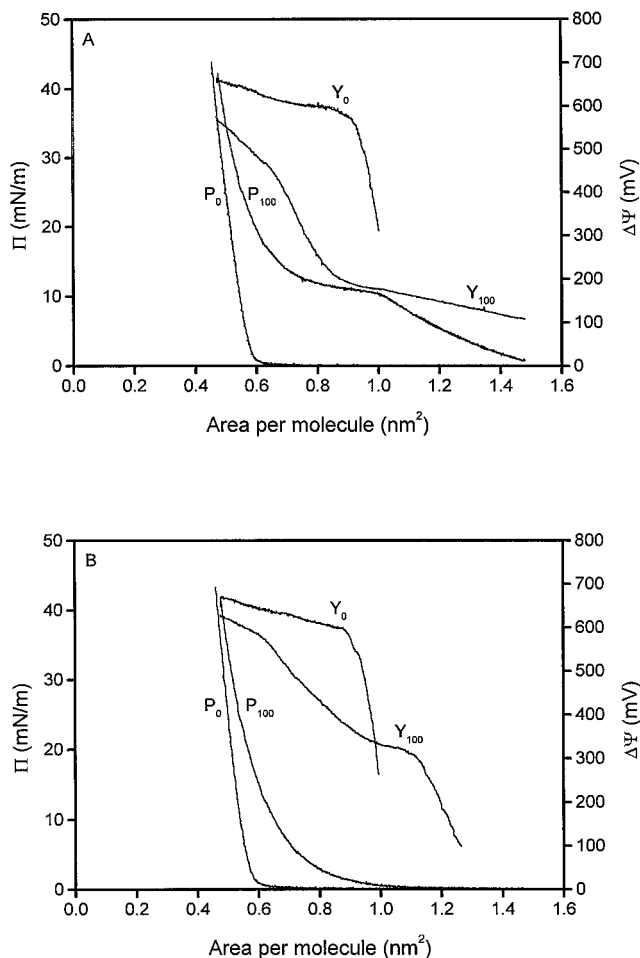 A
50
40
30
20
10
0
Π (mN/m)
Y₀
P₀
P₁₀₀
Y₁₀₀
800
700
600
500
400
300
200
100
0
ΔΨ (mV)
0.0 0.2 0.4 0.6 0.8 1.0 1.2 1.4 1.6
Area per molecule (nm²)
B
50
40
30
20
10
0
Π (mN/m)
Y₀
P₀
P₁₀₀
Y₁₀₀
800
700
600
500
400
300
200
100
0
ΔΨ (mV)
0.0 0.2 0.4 0.6 0.8 1.0 1.2 1.4 1.6
Area per molecule (nm²)